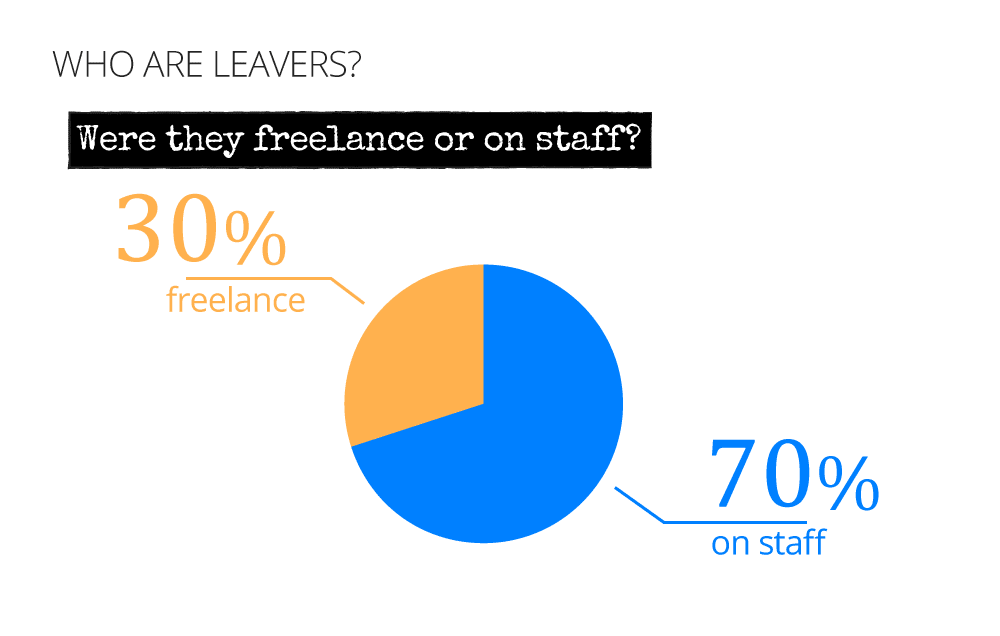 WHO ARE LEAVERS?
Were they freelance or on staff?
30%
freelance
70%
on staff